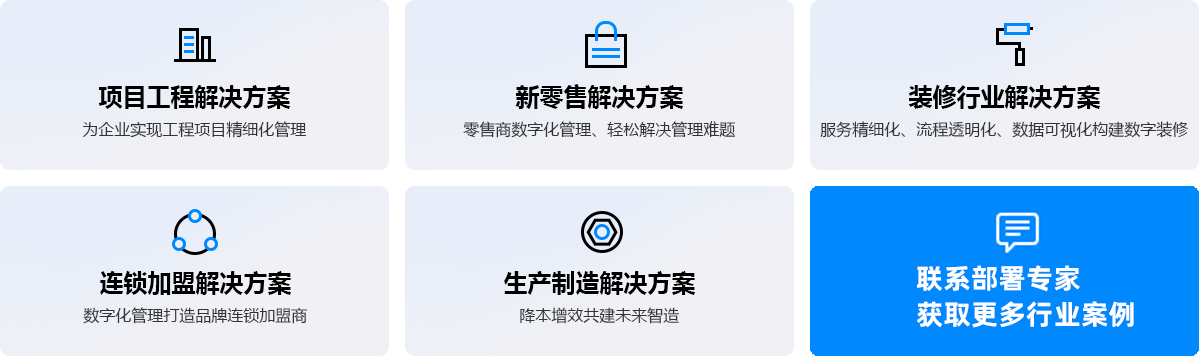 项目工程解决方案
为企业实现工程项目精细化管理
新零售解决方案
零售商数字化管理、轻松解决管理难题
装修行业解决方案
服务精细化、流程透明化、数据可视化构建数字装修
连锁加盟解决方案
数字化管理打造品牌连锁加盟商
生产制造解决方案
降本增效共建未来智造
联系部署专家
获取更多行业案例